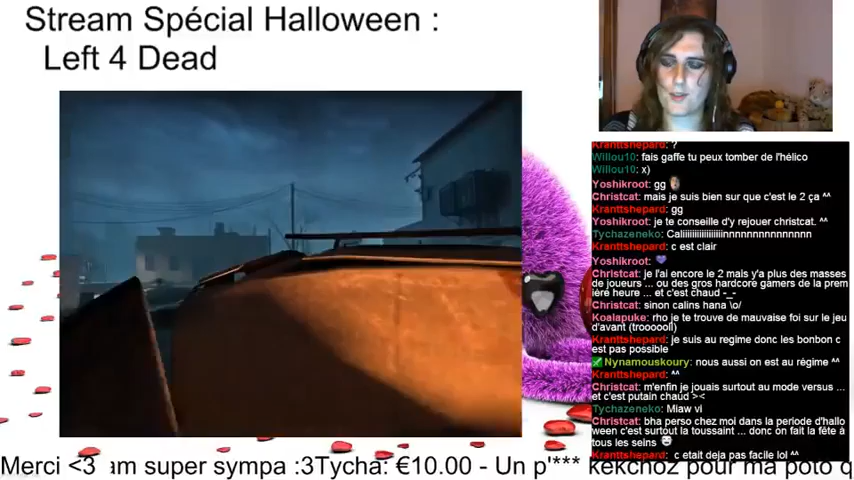 Stream Spécial Halloween :
Left 4 Dead
Kranttshepard: ?
Willou10: fais gaffe tu peux tomber de l'hélico
Willou10: x)
Yoshikroot: gg
Christcat: mais je suis bien sur que c'est le 2 ça ^^
Kranttshepard: gg
Yoshikroot: je te conseille d'y rejouer christcat. ^^
Tychazeneko: Caliiiiiiiiiiiiiiinnnnnnnnnnnnnnn
Kranttshepard: c est clair
Yoshikroot:
Christcat: je l'ai encore le 2 mais y'a plus des masses
de joueurs ... ou des gros hardcore gamers de la prem
ière heure ... et c'est chaud -_-
Christcat: sinon calins hana \o/
Koalapuke: rho je te trouve de mauvaise foi sur le jeu
d'avant (troooooll)
Kranttshepard: je suis au regime donc les bonbon c
est pas possible
Nynamouskoury: nous aussi on est au régime ^^
Kranttshepard: ^^
Christcat: m'enfin je jouais surtout au mode versus ...
et c'est putain chaud ><
Tychazeneko: Miaw vi
Christcat: bha perso chez moi dans la periode d'hallo
ween c'est surtout la toussaint ... donc on fait la fête à
tous les seins
Kranttshepard: c etait deja pas facile lol ^^
Merci <3 am super sympa :3Tycha: €10.00 - Un p'*** kekchoz pour ma poto q